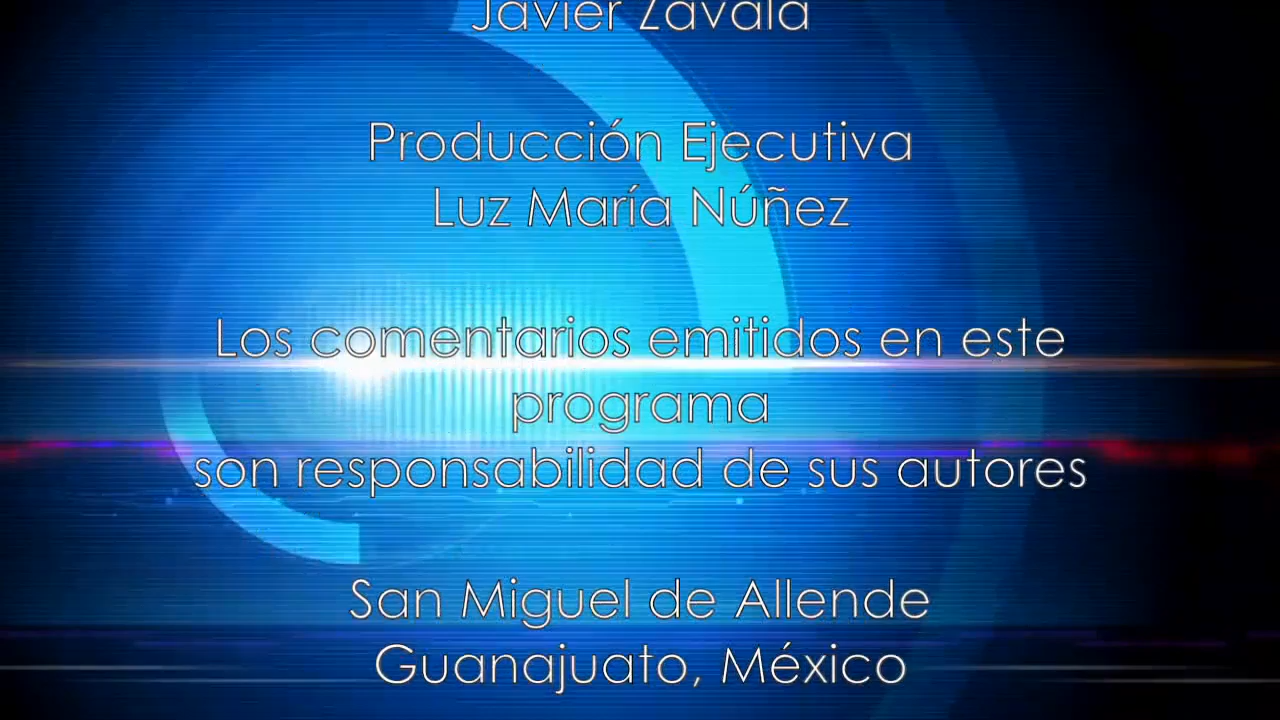 Javier Zavala
Producción Ejecutiva
Luz María Núñez
Los comentarios emitidos en este
programa
son responsabilidad de sus autores
San Miguel de Allende
Guanajuato, México